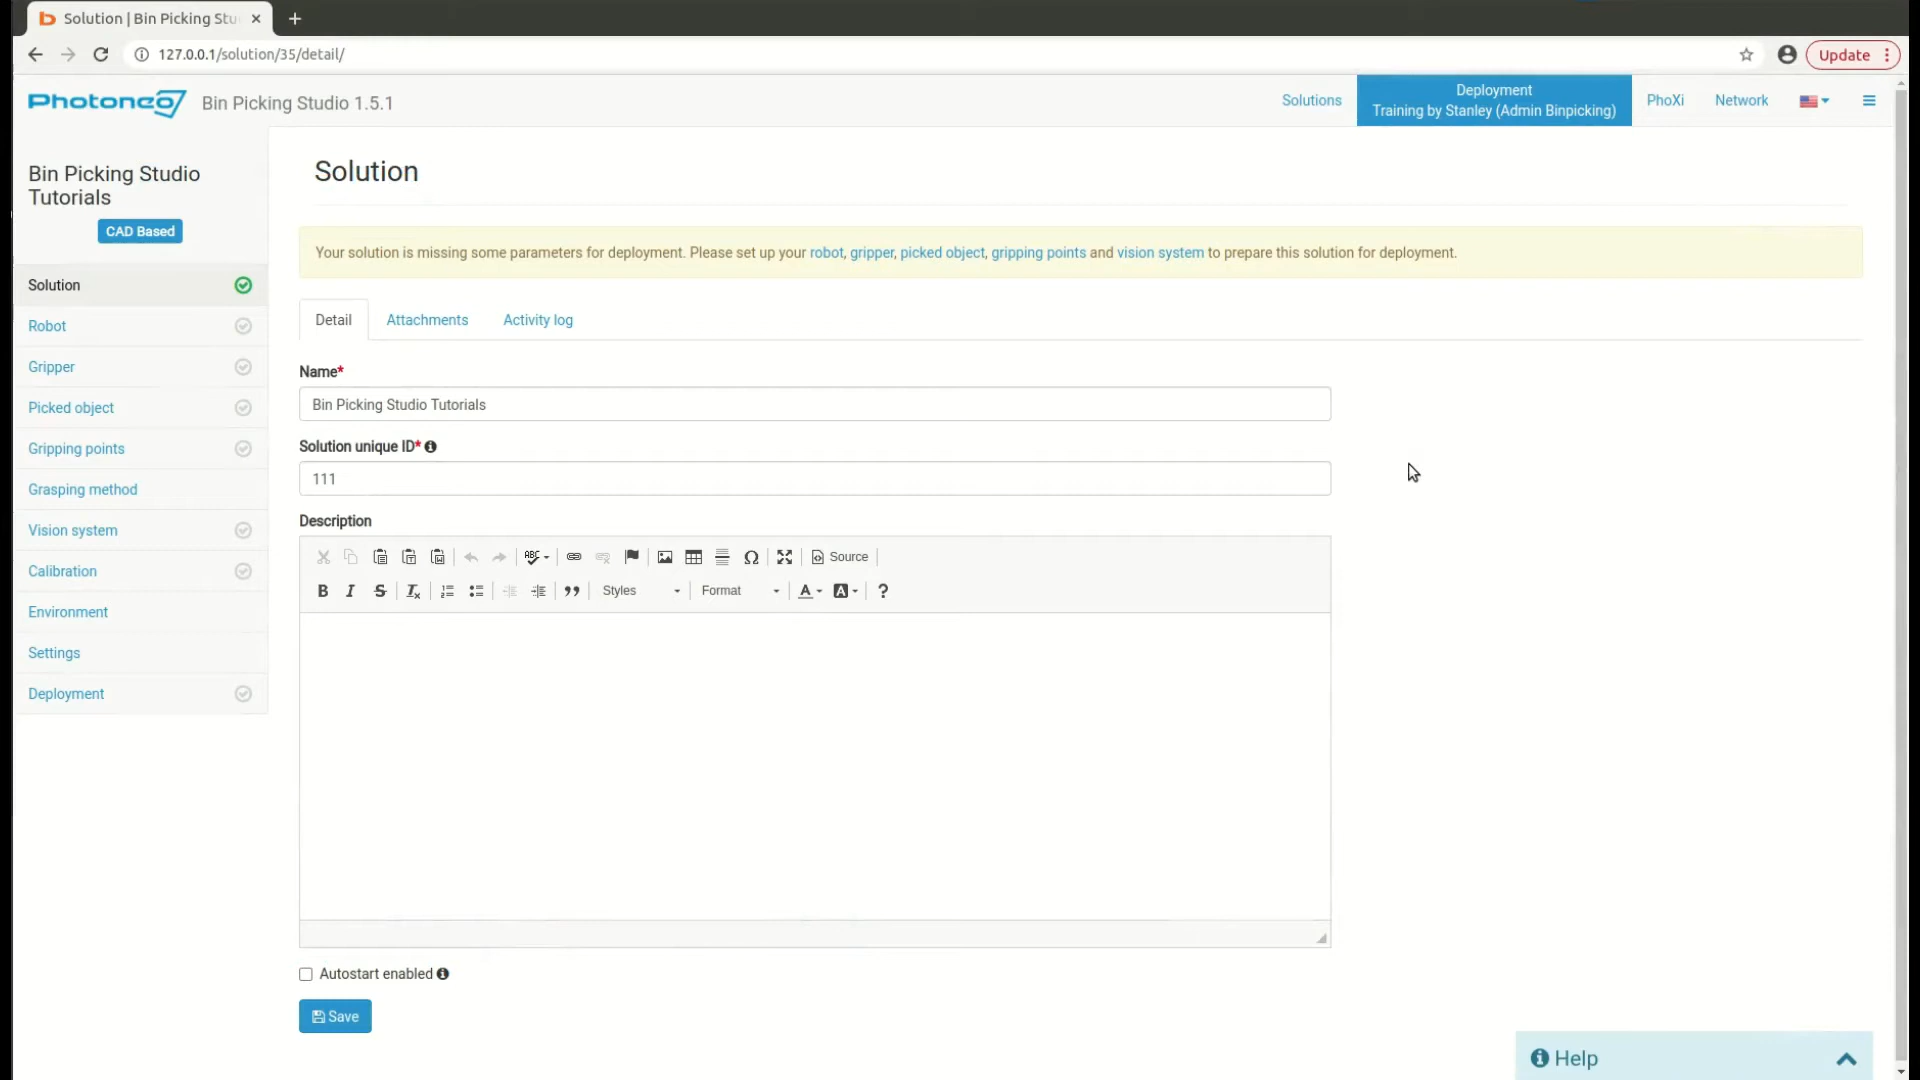 Solution | Bin Picking Stu
127.0.0.1/solution/35/detail/
Update
Photoneo
Bin Picking Studio 1.5.1
Solutions
Deployment
Training by Stanley (Admin Binpicking)
PhoXi
Network
Bin Picking Studio
Tutorials
CAD Based
Solution
Robot
Gripper
Picked object
Gripping points
Grasping method
Vision system
Calibration
Environment
Settings
Deployment
Solution
Your solution is missing some parameters for deployment. Please set up your robot, gripper, picked object, gripping points and vision system to prepare this solution for deployment.
Detail
Attachments
Activity log
Name*
Bin Picking Studio Tutorials
Solution unique ID*
111
Description
ABC
Source
B I S Ix
Styles
Format
A
A
?
Autostart enabled
Save
Help